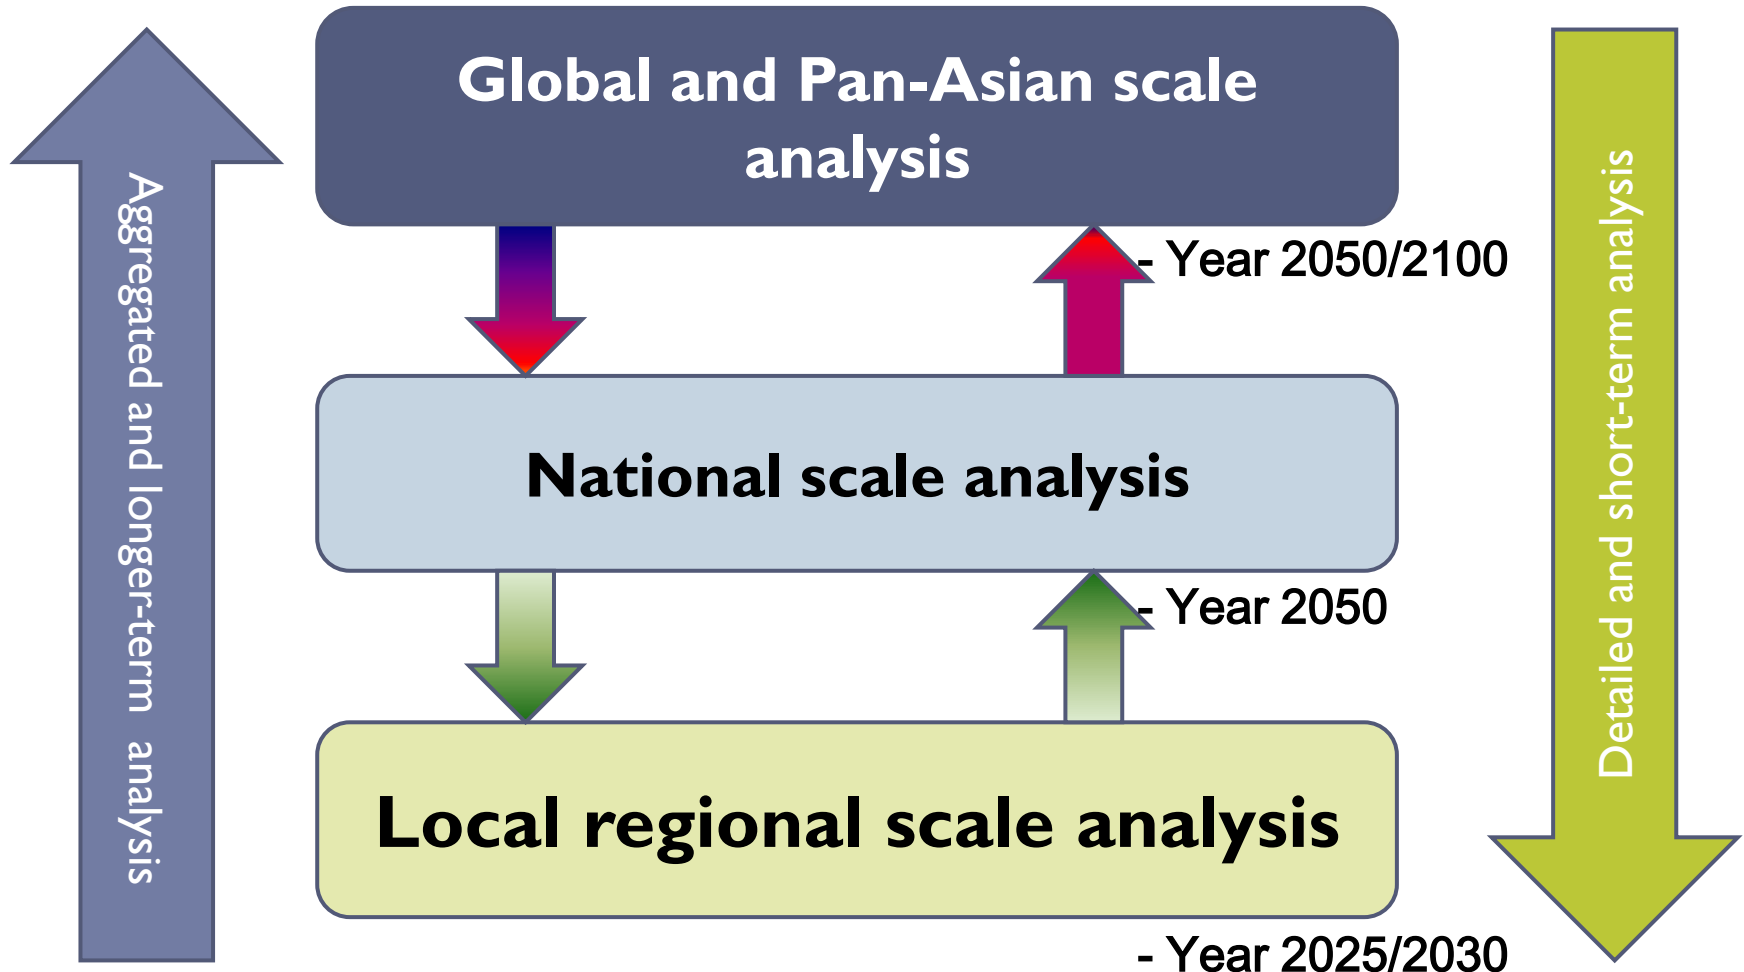 Global and Pan-Asian scale
analysis
- Year 2050/2100
National scale analysis
- Year 2050
Local regional scale analysis
- Year 2025/2030
Aggregated and longer-term analysis
Detailed and short-term analysis